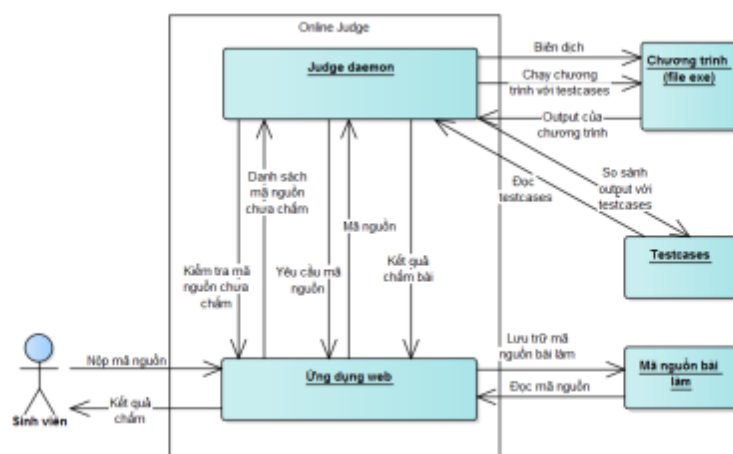 Online Judge
Judge daemon
Biên dịch
Chạy chương
trình với testcases
Output của
chương trình
Chương trình
(file exe)
Danh sách
mã nguồn
chưa chấm
Mã nguồn
Đọc
testcases
So sánh
output với
testcases
Testcases
Kiểm tra mã
nguồn chưa
chấm
Yêu cầu mã
nguồn
Kết quả
chấm bài
Sinh viên
Nộp mã nguồn
Kết quả
chấm
Ứng dụng web
Lưu trữ mã
nguồn bài làm
Đọc mã nguồn
Mã nguồn bài
làm